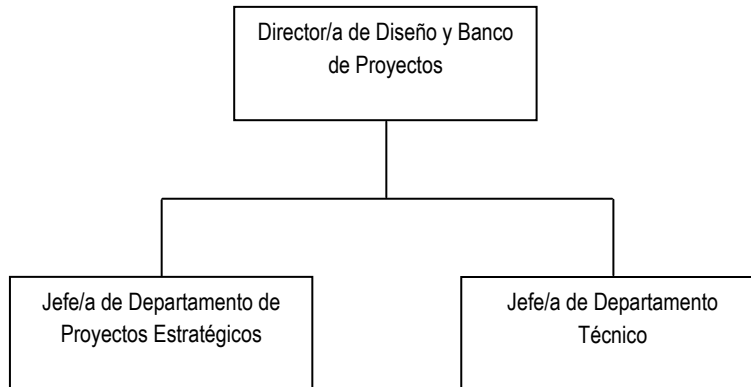 Director/a de Diseño y Banco
de Proyectos
Jefe/a de Departamento de
Proyectos Estratégicos
Jefe/a de Departamento
Técnico